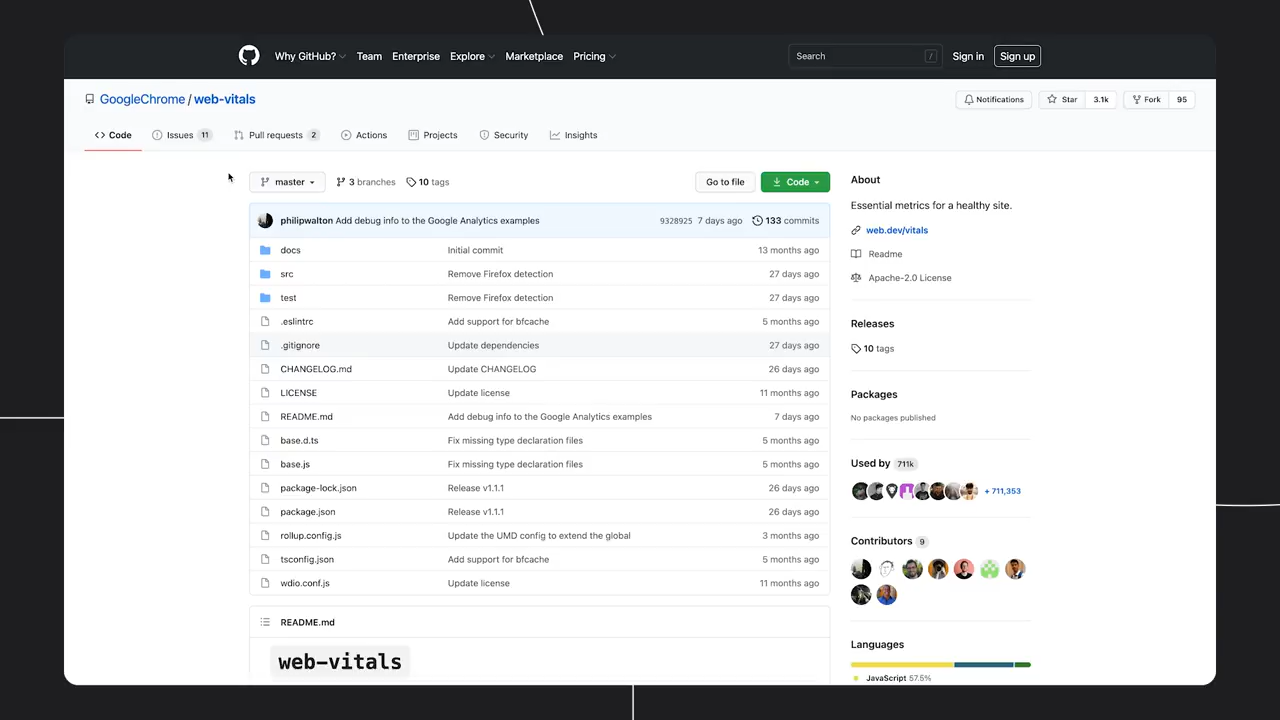 Why GitHub? Team Enterprise Explore Marketplace Pricing Search / Sign in Sign up
GoogleChrome / web-vitals Notifications Star 3.1k Fork 95
Code Issues 11 Pull requests 2 Actions Projects Security Insights
master 3 branches 10 tags Go to file Code
philipwalton Add debug info to the Google Analytics examples 9328925 7 days ago 133 commits
docs Initial commit 13 months ago
src Remove Firefox detection 27 days ago
test Remove Firefox detection 27 days ago
.eslintrc Add support for bfcache 5 months ago
.gitignore Update dependencies 27 days ago
CHANGELOG.md Update CHANGELOG 26 days ago
LICENSE Update license 11 months ago
README.md Add debug info to the Google Analytics examples 7 days ago
base.d.ts Fix missing type declaration files 5 months ago
base.js Fix missing type declaration files 5 months ago
package-lock.json Release v1.1.1 26 days ago
package.json Release v1.1.1 26 days ago
rollup.config.js Update the UMD config to extend the global 3 months ago
tsconfig.json Add support for bfcache 5 months ago
wdio.conf.js Update license 11 months ago
README.md
web-vitals
About
Essential metrics for a healthy site.
web.dev/vitals
Readme
Apache-2.0 License
Releases
10 tags
Packages
No packages published
Used by 711k
+ 711,353
Contributors 9
Languages
JavaScript 57.5%